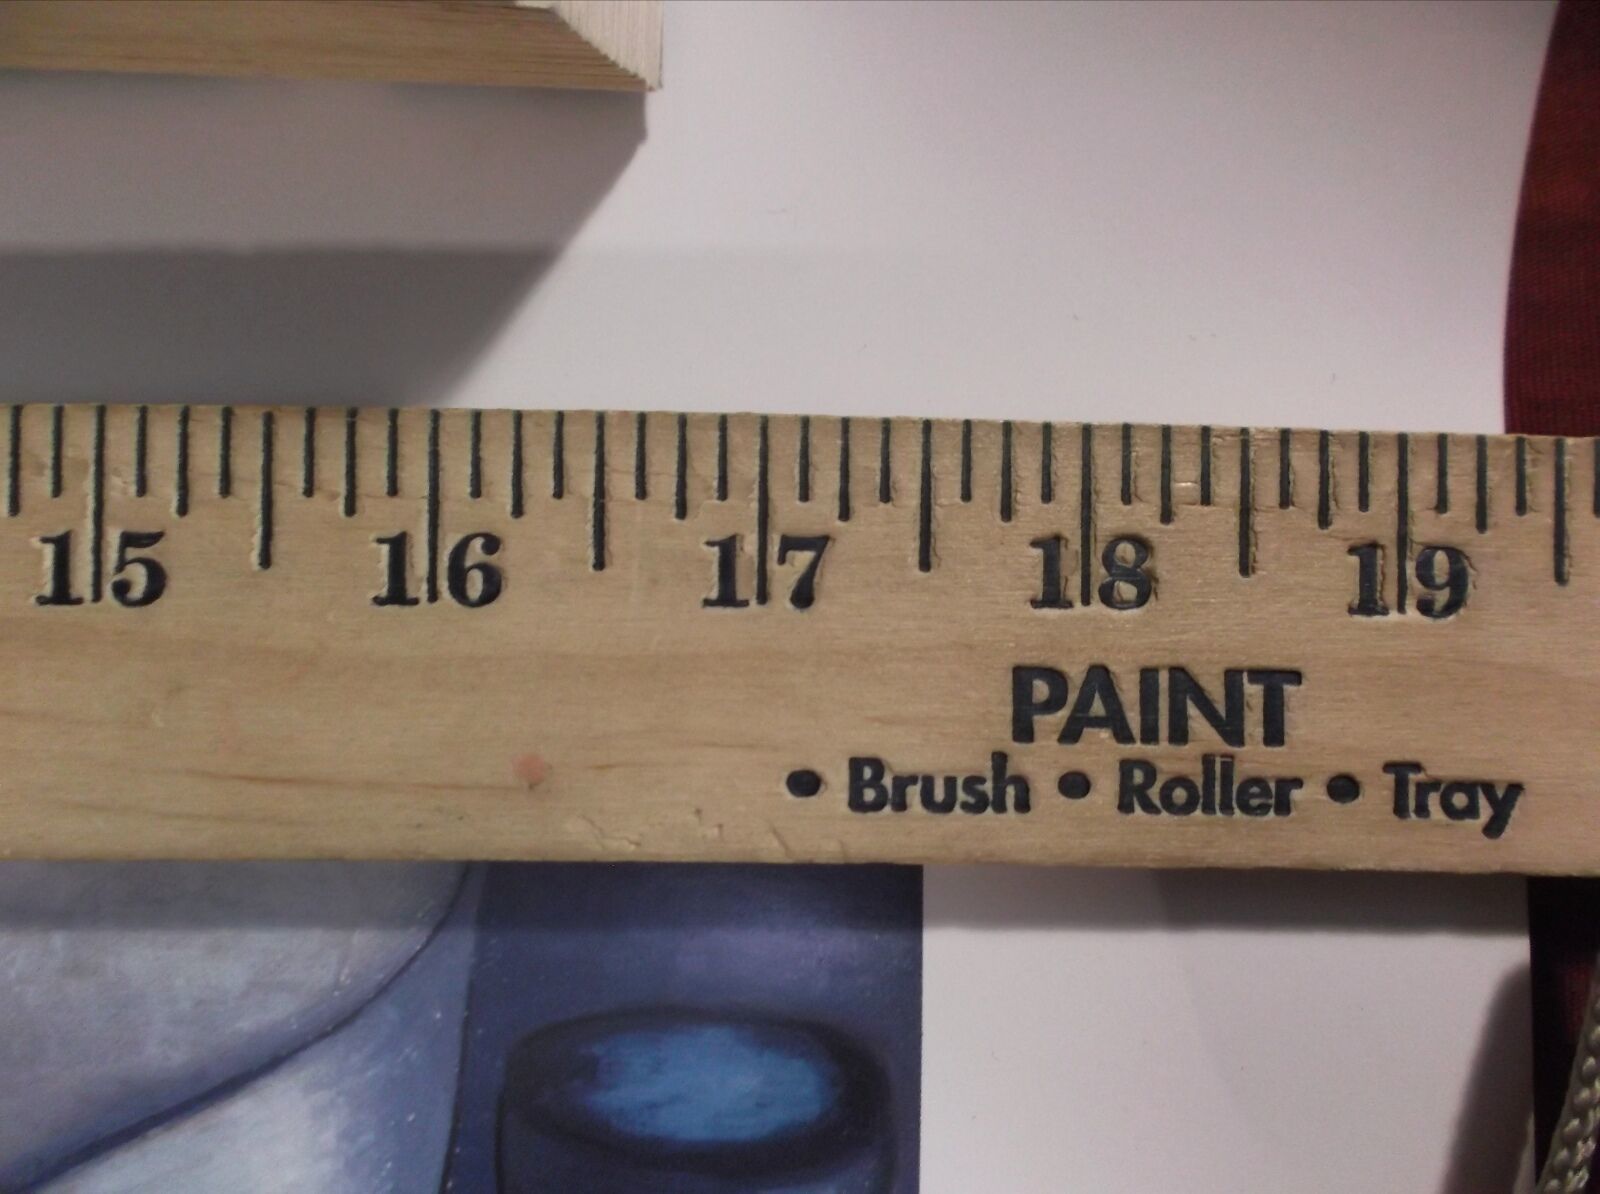 15 16 17 18 19
PAINT
• Brush • Roller • Tray